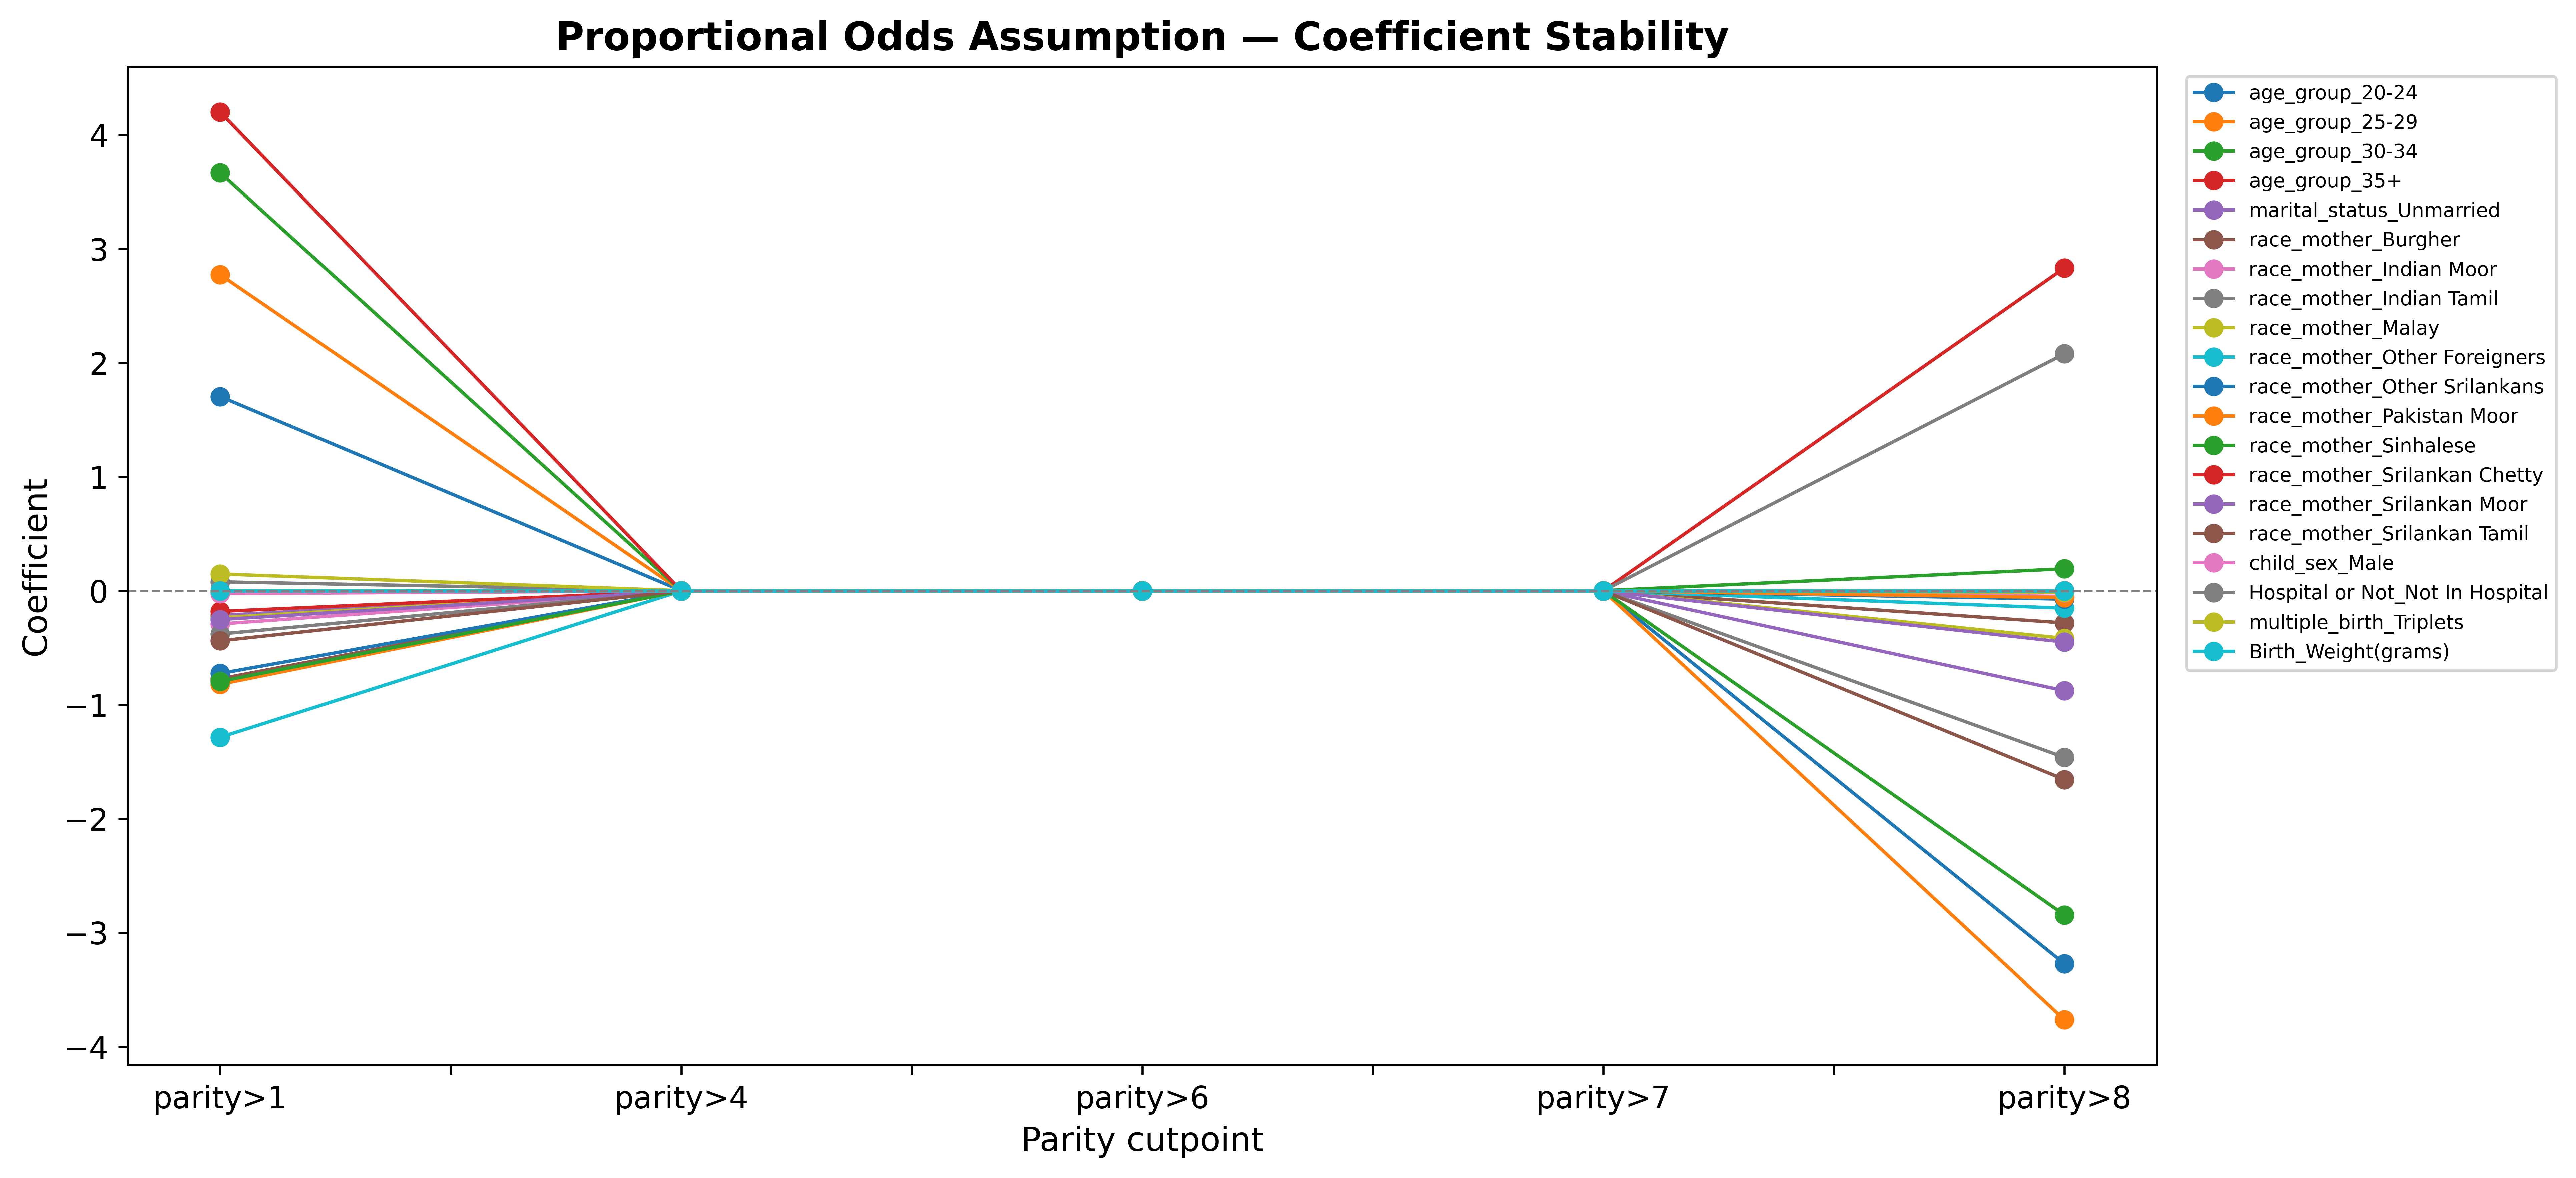 Proportional Odds Assumption — Coefficient Stability
Coefficient
4
3
2
1
0
−1
−2
−3
−4
parity>1
parity>4
parity>6
parity>7
parity>8
Parity cutpoint
age_group_20-24
age_group_25-29
age_group_30-34
age_group_35+
marital_status_Unmarried
race_mother_Burgher
race_mother_Indian Moor
race_mother_Indian Tamil
race_mother_Malay
race_mother_Other Foreigners
race_mother_Other Srilankans
race_mother_Pakistan Moor
race_mother_Sinhalese
race_mother_Srilankan Chetty
race_mother_Srilankan Moor
race_mother_Srilankan Tamil
child_sex_Male
Hospital or Not_Not In Hospital
multiple_birth_Triplets
Birth_Weight(grams)